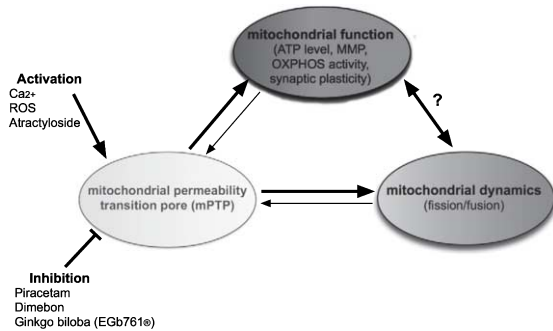 mitochondrial function
(ATP level, MMP,
OXPHOS activity,
synaptic plasticity)
Activation
Ca2+
ROS
Atractyloside
?
mitochondrial permeability
transition pore (mPTP)
mitochondrial dynamics
(fission/fusion)
Inhibition
Piracetam
Dimebon
Ginkgo biloba (EGb761®)